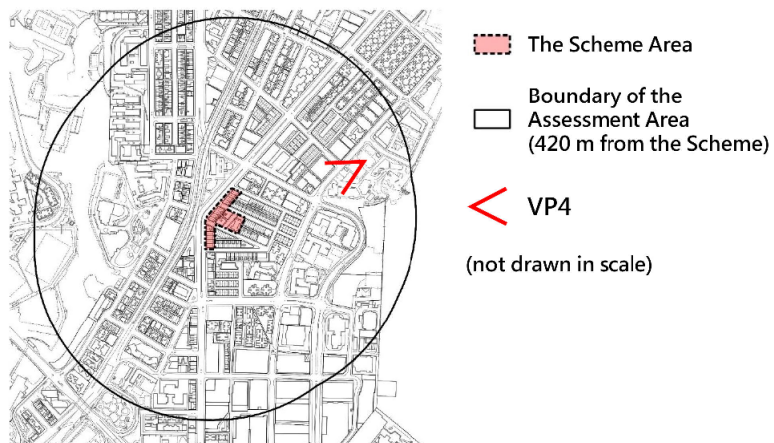 The Scheme Area
Boundary of the
Assessment Area
(420 m from the Scheme)
VP4
(not drawn in scale)